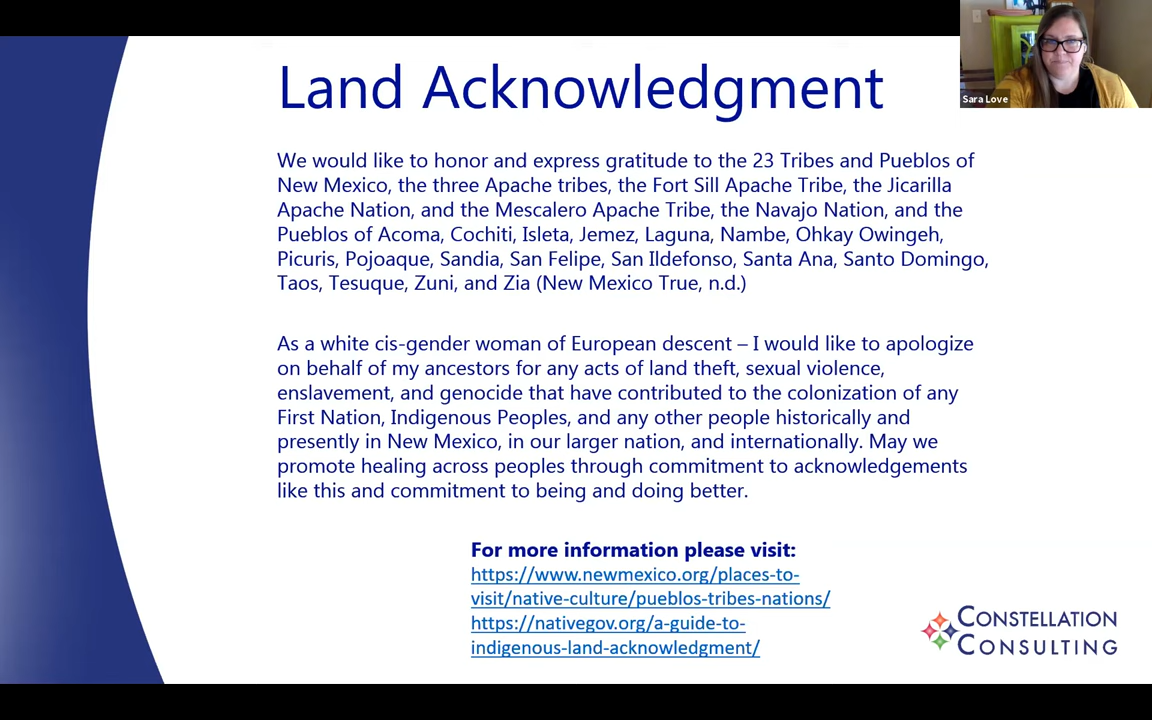 Land Acknowledgment
Sara Love
We would like to honor and express gratitude to the 23 Tribes and Pueblos of
New Mexico, the three Apache tribes, the Fort Sill Apache Tribe, the Jicarilla
Apache Nation, and the Mescalero Apache Tribe, the Navajo Nation, and the
Pueblos of Acoma, Cochiti, Isleta, Jemez, Laguna, Nambe, Ohkay Owingeh,
Picuris, Pojoaque, Sandia, San Felipe, San Ildefonso, Santa Ana, Santo Domingo,
Taos, Tesuque, Zuni, and Zia (New Mexico True, n.d.)
As a white cis-gender woman of European descent – I would like to apologize
on behalf of my ancestors for any acts of land theft, sexual violence,
enslavement, and genocide that have contributed to the colonization of any
First Nation, Indigenous Peoples, and any other people historically and
presently in New Mexico, in our larger nation, and internationally. May we
promote healing across peoples through commitment to acknowledgements
like this and commitment to being and doing better.
For more information please visit:
https://www.newmexico.org/places-to-
visit/native-culture/pueblos-tribes-nations/
https://nativegov.org/a-guide-to-
indigenous-land-acknowledgment/
CONSTELLATION
CONSULTING